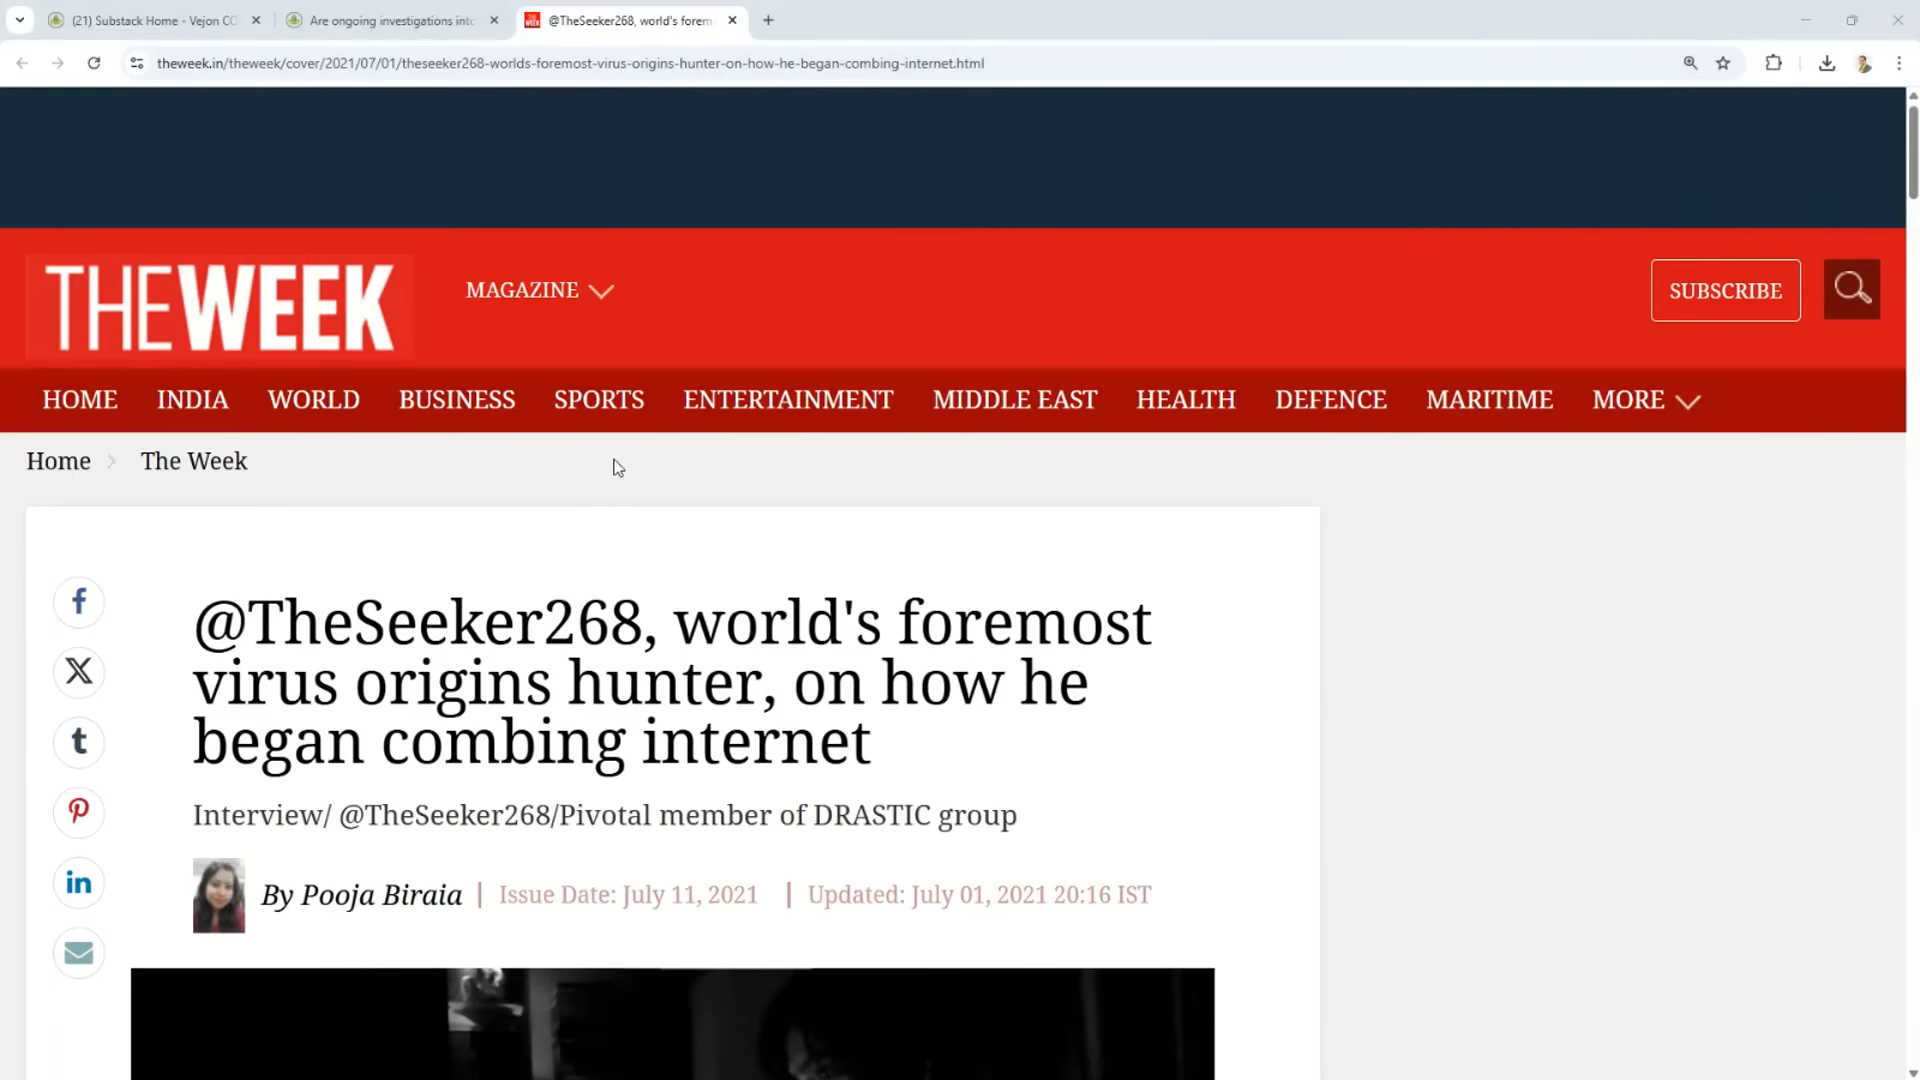 (21) Substack Home - Vejon CO
Are ongoing investigations into
@TheSeeker268, world's forem
theweek.in/theweek/cover/2021/07/01/theseeker268-worlds-foremost-virus-origins-hunter-on-how-he-began-combing-internet.html
THEWEEK
MAGAZINE
SUBSCRIBE
HOME INDIA WORLD BUSINESS SPORTS ENTERTAINMENT MIDDLE EAST HEALTH DEFENCE MARITIME MORE
Home > The Week
@TheSeeker268, world's foremost
virus origins hunter, on how he
began combing internet
Interview/ @TheSeeker268/Pivotal member of DRASTIC group
By Pooja Biraia | Issue Date: July 11, 2021 | Updated: July 01, 2021 20:16 IST